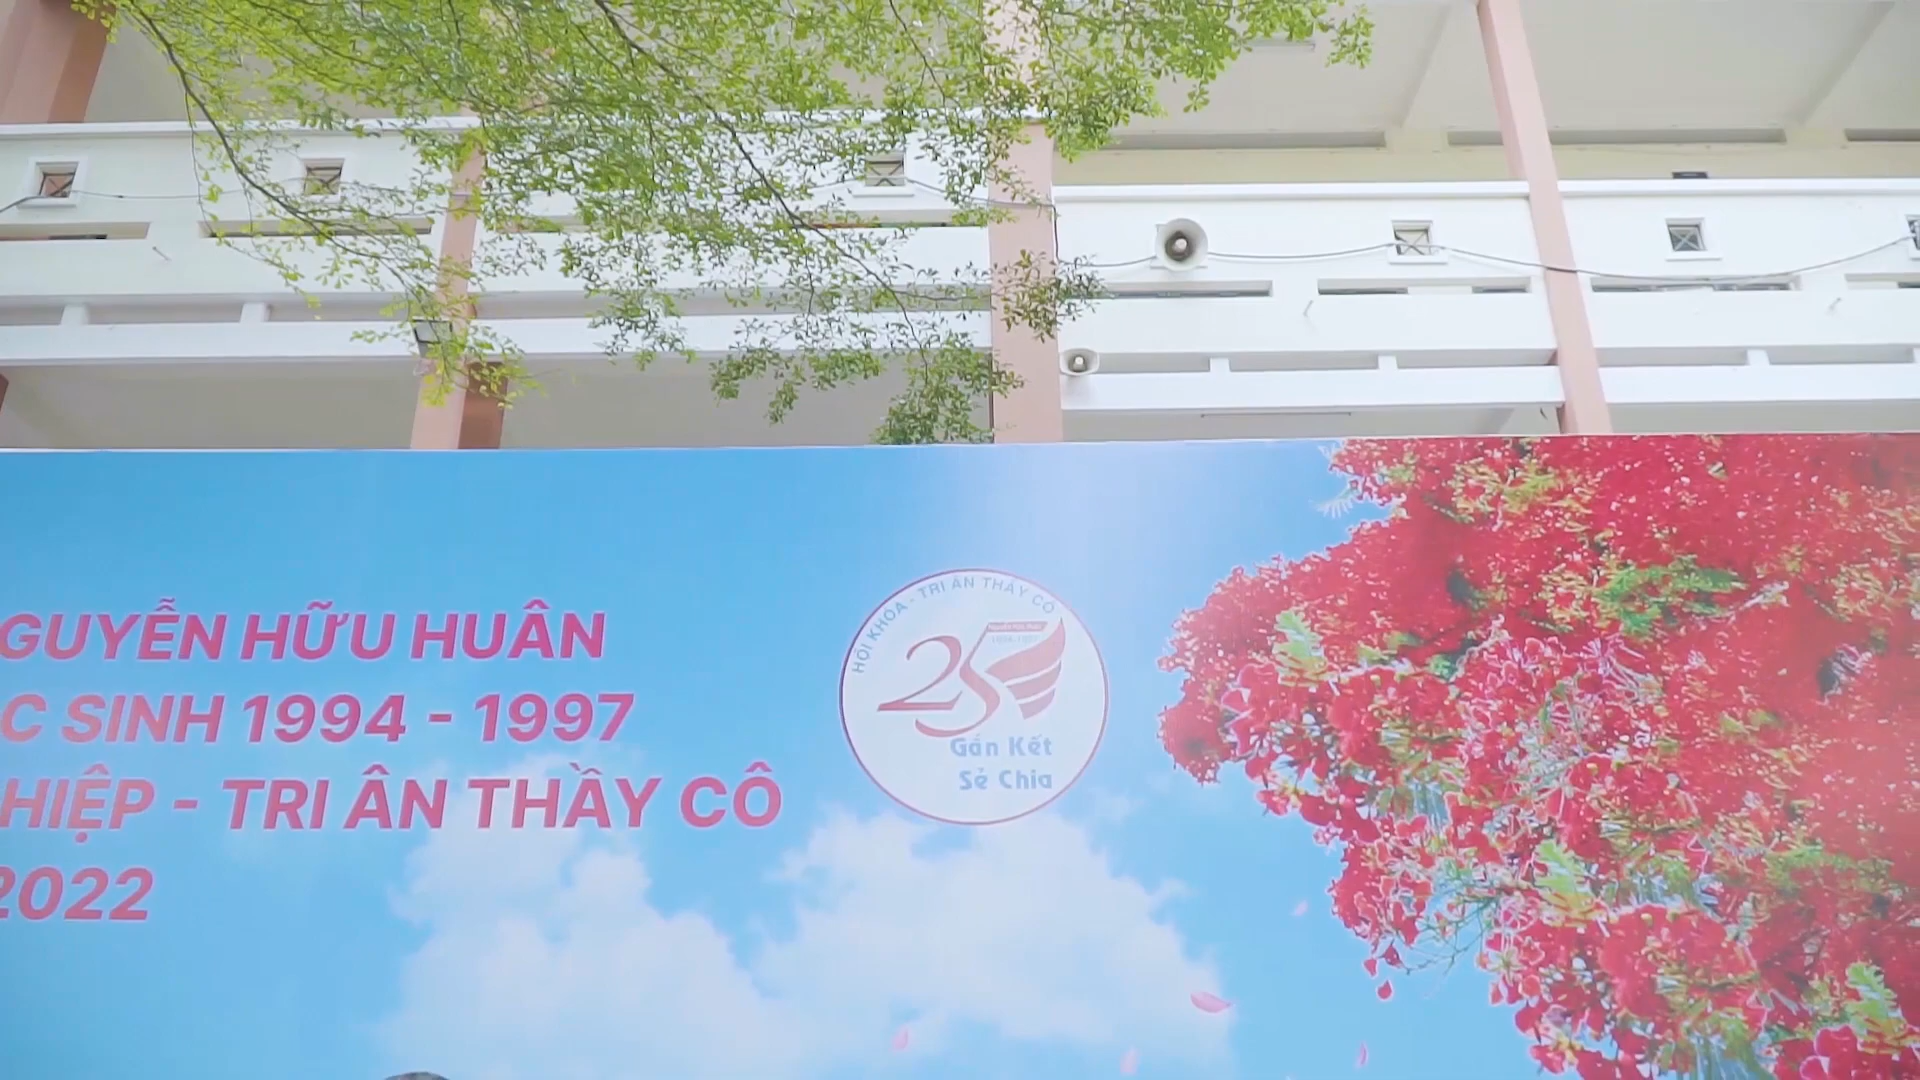 GUYỄN HỮU HUÂN
C SINH 1994 - 1997
HIỆP - TRI ÂN THẦY CÔ
2022
HỘI KHÓA - TRI ÂN THẦY CÔ
25
Gắn Kết
Sẻ Chia